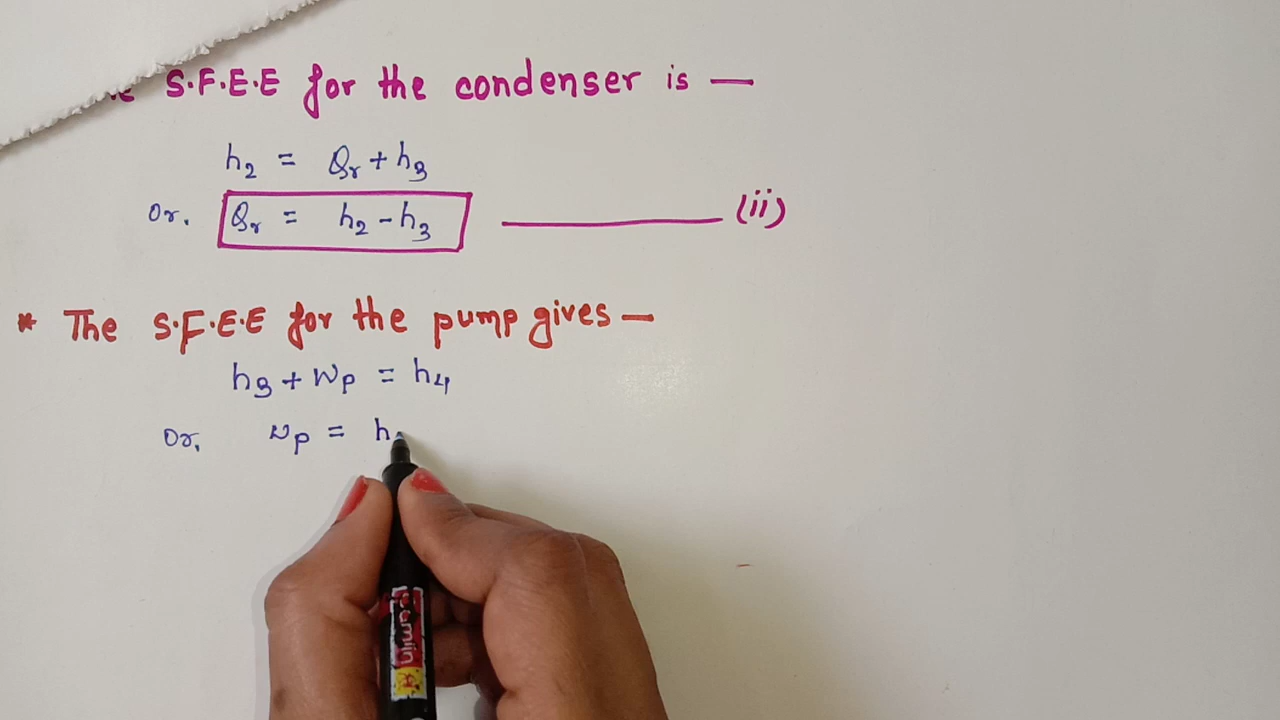 S.F.E.E for the condenser is —
h₂ = Qᵣ + h₃
Or. Qᵣ = h₂ - h₃ (ii)
* The S.F.E.E for the pump gives —
h₃ + Wₚ = h₄
Or. Wₚ = h
Camlin